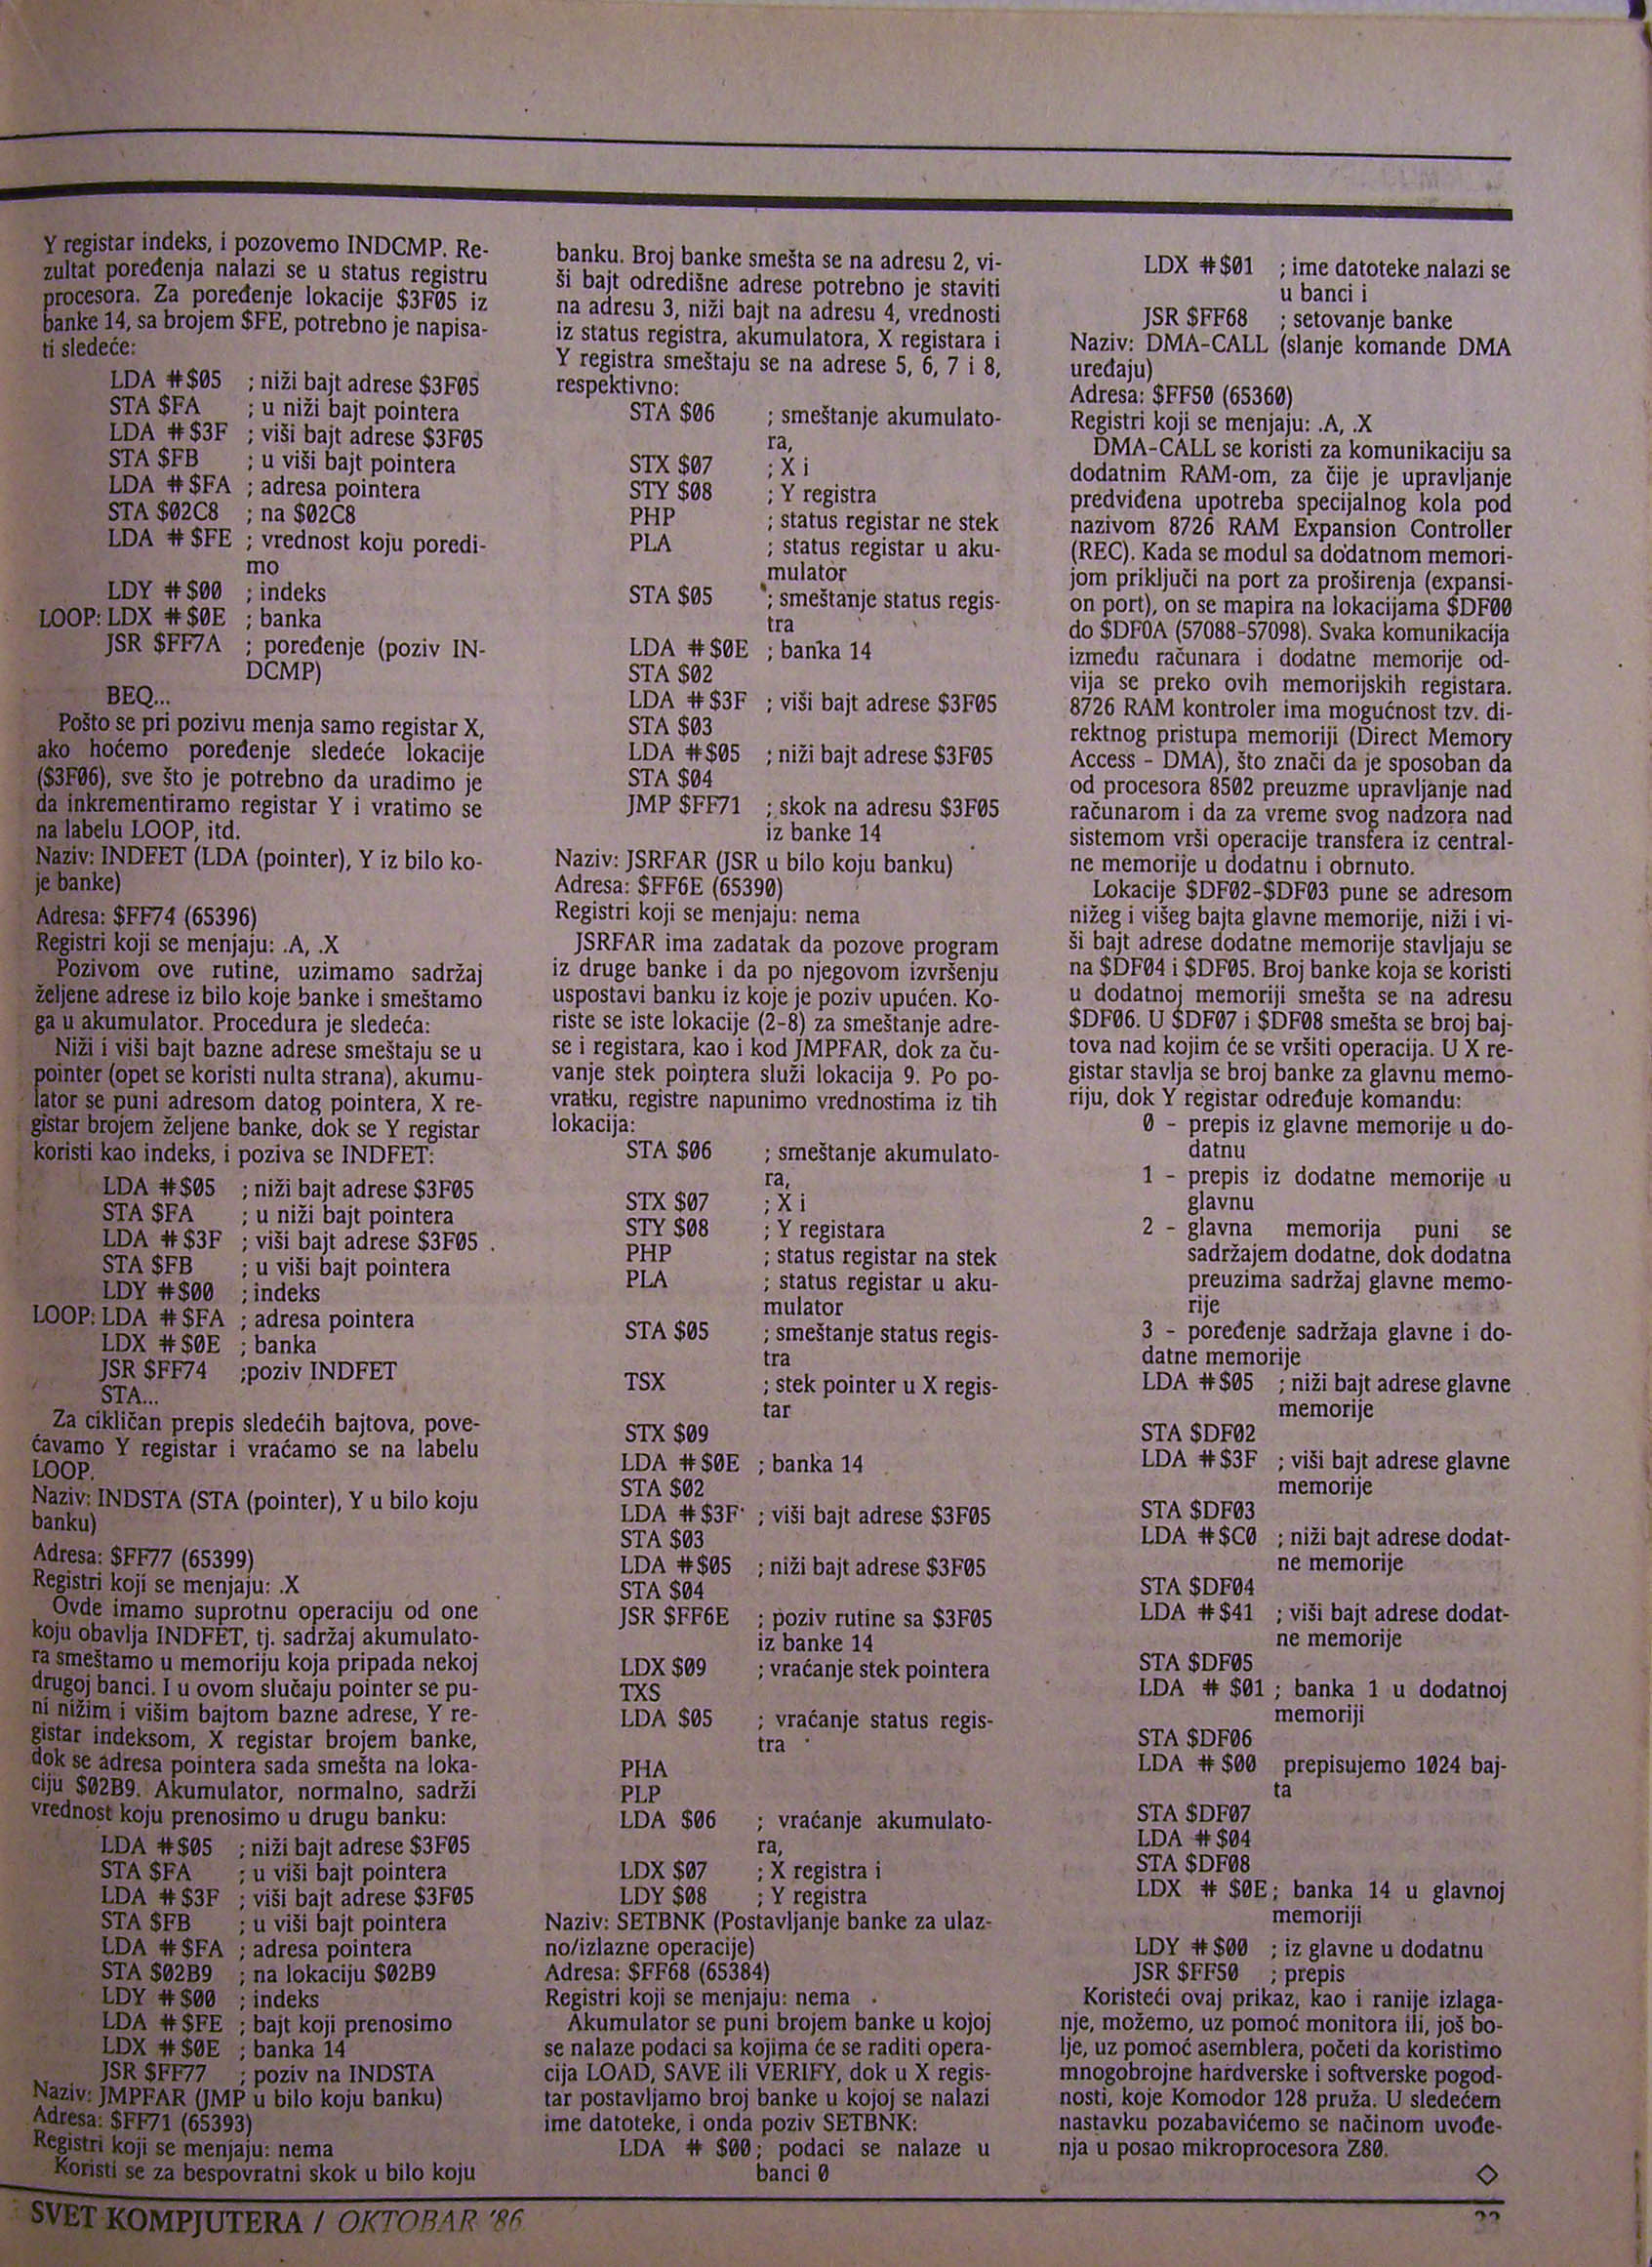 Y registar indeks, i pozovemo INDCMP. Re-
zultat poređenja nalazi se u status registru
procesora. Za poređenje lokacije $3F05 iz
banke 14, sa brojem $FE, potrebno je napisa-
ti sledeće:
LDA #$05 ; niži bajt adrese $3F05
STA $FA ; u niži bajt pointera
LDA #$3F ; viši bajt adrese $3F05
STA $FB ; u viši bajt pointera
LDA #$FA ; adresa pointera
STA $02C8 ; na $02C8
LDA #$FE ; vrednost koju poredi-
mo
LDY #$00 ; indeks
LOOP: LDX #$0E ; banka
JSR $FF7A ; poređenje (poziv IN-
DCMP)
BEQ...
Pošto se pri pozivu menja samo registar X,
ako hoćemo poređenje sledeće lokacije
($3F06), sve što je potrebno da uradimo je
da inkrementiramo registar Y i vratimo se
na labelu LOOP, itd.
Naziv: INDFET (LDA (pointer), Y iz bilo ko-
je banke)
Adresa: $FF74 (65396)
Registri koji se menjaju: .A, .X
Pozivom ove rutine, uzimamo sadržaj
željene adrese iz bilo koje banke i smeštamo
ga u akumulator. Procedura je sledeća:
Niži i viši bajt bazne adrese smeštaju se u
pointer (opet se koristi nulta strana), akumu-
lator se puni adresom datog pointera, X re-
gistar brojem željene banke, dok se Y registar
koristi kao indeks, i poziva se INDFET:
LDA #$05 ; niži bajt adrese $3F05
STA $FA ; u niži bajt pointera
LDA #$3F ; viši bajt adrese $3F05
STA $FB ; u viši bajt pointera
LDY #$00 ; indeks
LOOP: LDA #$FA ; adresa pointera
LDX #$0E ; banka
JSR $FF74 ;poziv INDFET
STA...
Za cikličan prepis sledećih bajtova, pove-
ćavamo Y registar i vraćamo se na labelu
LOOP.
Naziv: INDSTA (STA (pointer), Y u bilo koju
banku)
Adresa: $FF77 (65399)
Registri koji se menjaju: .X
Ovde imamo suprotnu operaciju od one
koju obavlja INDFET, tj. sadržaj akumulato-
ra smeštamo u memoriju koja pripada nekoj
drugoj banci. I u ovom slučaju pointer se pu-
ni nižim i višim bajtom bazne adrese, Y re-
gistar indeksom, X registar brojem banke,
dok se adresa pointera sada smešta na loka-
ciju $02B9. Akumulator, normalno, sadrži
vrednost koju prenosimo u drugu banku:
LDA #$05 ; niži bajt adrese $3F05
STA $FA ; u viši bajt pointera
LDA #$3F ; viši bajt adrese $3F05
STA $FB ; u viši bajt pointera
LDA #$FA ; adresa pointera
STA $02B9 ; na lokaciju $02B9
LDY #$00 ; indeks
LDA #$FE ; bajt koji prenosimo
LDX #$0E ; banka 14
JSR $FF77 ; poziv na INDSTA
Naziv: JMPFAR (JMP u bilo koju banku)
Adresa: $FF71 (65393)
Registri koji se menjaju: nema
Koristi se za bespovratni skok u bilo koju
banku. Broj banke smešta se na adresu 2, vi-
ši bajt odredišne adrese potrebno je staviti
na adresu 3, niži bajt na adresu 4, vrednosti
iz status registra, akumulatora, X registara i
Y registra smeštaju se na adrese 5, 6, 7 i 8,
respektivno:
STA $06 ; smeštanje akumulato-
ra,
STX $07 ; X i
STY $08 ; Y registra
PHP ; status registar ne stek
PLA ; status registar u aku-
mulator
STA $05 ; smeštanje status regis-
tra
LDA #$0E ; banka 14
STA $02
LDA #$3F ; viši bajt adrese $3F05
STA $03
LDA #$05 ; niži bajt adrese $3F05
STA $04
JMP $FF71 ; skok na adresu $3F05
iz banke 14
Naziv: JSRFAR (JSR u bilo koju banku)
Adresa: $FF6E (65390)
Registri koji se menjaju: nema
JSRFAR ima zadatak da pozove program
iz druge banke i da po njegovom izvršenju
uspostavi banku iz koje je poziv upućen. Ko-
riste se iste lokacije (2-8) za smeštanje adre-
se i registara, kao i kod JMPFAR, dok za ču-
vanje stek pointera služi lokacija 9. Po po-
vratku, registre napunimo vrednostima iz tih
lokacija:
STA $06 ; smeštanje akumulato-
ra,
STX $07 ; X i
STY $08 ; Y registara
PHP ; status registar na stek
PLA ; status registar u aku-
mulator
STA $05 ; smeštanje status regis-
tra
TSX ; stek pointer u X regis-
tar
STX $09
LDA #$0E ; banka 14
STA $02
LDA #$3F ; viši bajt adrese $3F05
STA $03
LDA #$05 ; niži bajt adrese $3F05
STA $04
JSR $FF6E ; poziv rutine sa $3F05
iz banke 14
LDX $09 ; vraćanje stek pointera
TXS
LDA $05 ; vraćanje status regis-
tra
PHA
PLP
LDA $06 ; vraćanje akumulato-
ra,
LDX $07 ; X registra i
LDY $08 ; Y registra
Naziv: SETBNK (Postavljanje banke za ulaz-
no/izlazne operacije)
Adresa: $FF68 (65384)
Registri koji se menjaju: nema
Akumulator se puni brojem banke u kojoj
se nalaze podaci sa kojima će se raditi opera-
cija LOAD, SAVE ili VERIFY, dok u X regis-
tar postavljamo broj banke u kojoj se nalazi
ime datoteke, i onda poziv SETBNK:
LDA # $00; podaci se nalaze u
banci 0
LDX #$01 ; ime datoteke nalazi se
u banci i
JSR $FF68 ; setovanje banke
Naziv: DMA-CALL (slanje komande DMA
uređaju)
Adresa: $FF50 (65360)
Registri koji se menjaju: .A, .X
DMA-CALL se koristi za komunikaciju sa
dodatnim RAM-om, za čije je upravljanje
predviđena upotreba specijalnog kola pod
nazivom 8726 RAM Expansion Controller
(REC). Kada se modul sa dodatnom memori-
jom priključi na port za proširenja (expansi-
on port), on se mapira na lokacijama $DF00
do $DF0A (57088-57098). Svaka komunikacija
između računara i dodatne memorije od-
vija se preko ovih memorijskih registara.
8726 RAM kontroler ima mogućnost tzv. di-
rektnog pristupa memoriji (Direct Memory
Access - DMA), što znači da je sposoban da
od procesora 8502 preuzme upravljanje nad
računarom i da za vreme svog nadzora nad
sistemom vrši operacije transfera iz central-
ne memorije u dodatnu i obrnuto.
Lokacije $DF02-$DF03 pune se adresom
nižeg i višeg bajta glavne memorije, niži i vi-
ši bajt adrese dodatne memorije stavljaju se
na $DF04 i $DF05. Broj banke koja se koristi
u dodatnoj memoriji smešta se na adresu
$DF06. U $DF07 i $DF08 smešta se broj baj-
tova nad kojim će se vršiti operacija. U X re-
gistar stavlja se broj banke za glavnu memo-
riju, dok Y registar određuje komandu:
0 - prepis iz glavne memorije u do-
datnu
1 - prepis iz dodatne memorije u
glavnu
2 - glavna memorija puni se
sadržajem dodatne, dok dodatna
preuzima sadržaj glavne memo-
rije
3 - poređenje sadržaja glavne i do-
datne memorije
LDA #$05 ; niži bajt adrese glavne
memorije
STA $DF02
LDA #$3F ; viši bajt adrese glavne
memorije
STA $DF03
LDA #$C0 ; niži bajt adrese dodat-
ne memorije
STA $DF04
LDA #$41 ; viši bajt adrese dodat-
ne memorije
STA $DF05
LDA # $01 ; banka 1 u dodatnoj
memoriji
STA $DF06
LDA #$00 prepisujemo 1024 baj-
ta
STA $DF07
LDA #$04
STA $DF08
LDX # $0E; banka 14 u glavnoj
memoriji
LDY #$00 ; iz glavne u dodatnu
JSR $FF50 ; prepis
Koristeći ovaj prikaz, kao i ranije izlaga-
nje, možemo, uz pomoć monitora ili, još bo-
lje, uz pomoć asemblera, početi da koristimo
mnogobrojne hardverske i softverske pogod-
nosti, koje Komodor 128 pruža. U sledećem
nastavku pozabavićemo se načinom uvođe-
nja u posao mikroprocesora Z80.
SVET KOMPJUTERA / OKTOBAR '86